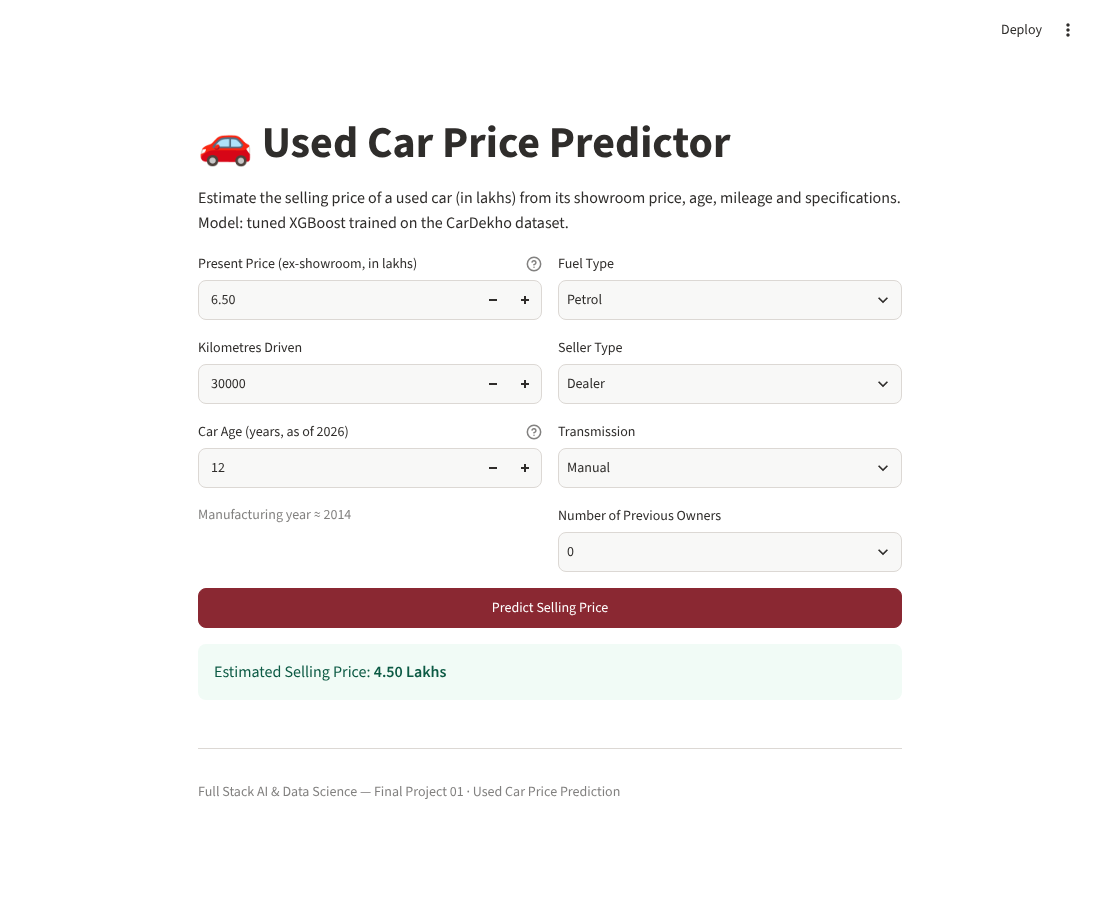 Deploy
Used Car Price Predictor
Estimate the selling price of a used car (in lakhs) from its showroom price, age, mileage and specifications.
Model: tuned XGBoost trained on the CarDekho dataset.
Present Price (ex-showroom, in lakhs)
6.50
Fuel Type
Petrol
Kilometres Driven
30000
Seller Type
Dealer
Car Age (years, as of 2026)
12
Transmission
Manual
Manufacturing year ≈ 2014
Number of Previous Owners
0
Predict Selling Price
Estimated Selling Price: 4.50 Lakhs
Full Stack AI & Data Science — Final Project 01 · Used Car Price Prediction